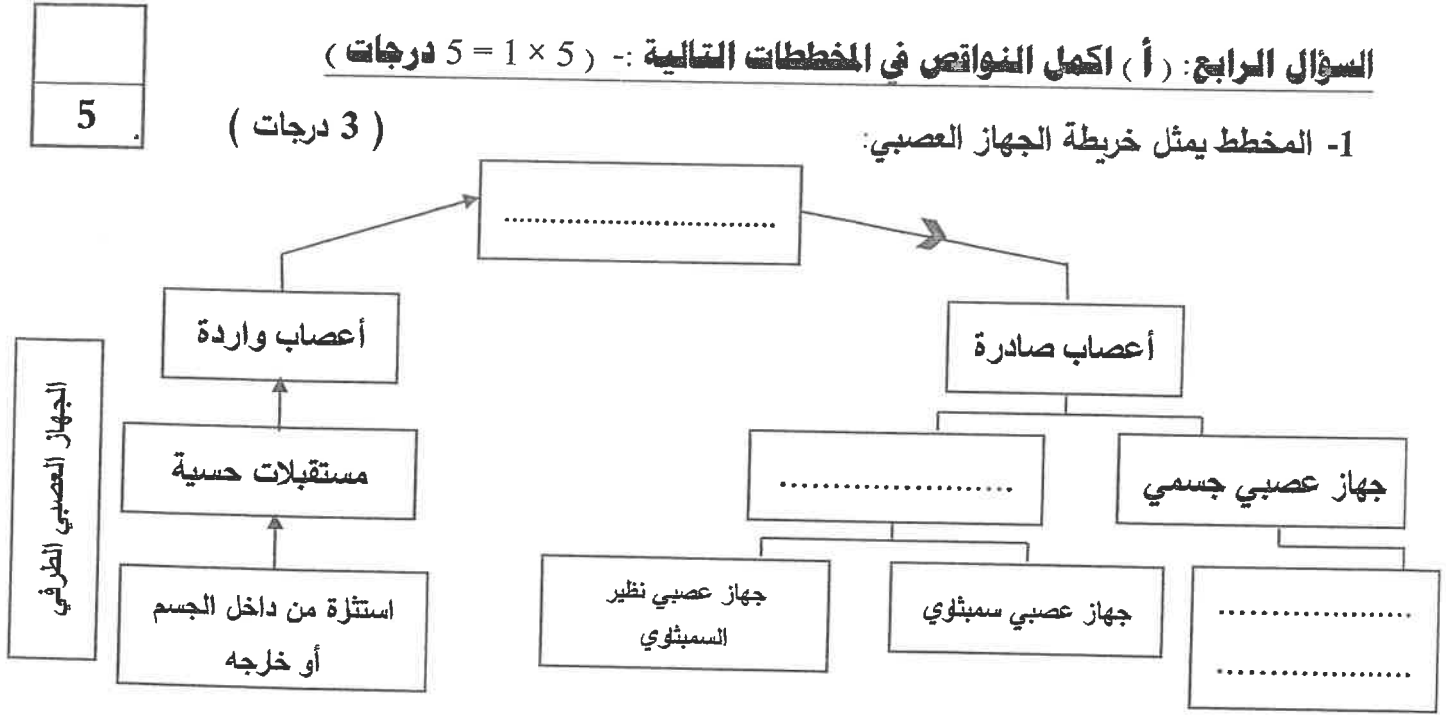 السؤال الرابع: ( أ ) اكمل النواقص في المخططات التالية :- ( 5 × 1 = 5 درجات )
5
1- المخطط يمثل خريطة الجهاز العصبي:
( 3 درجات )
................................
أعصاب صادرة
أعصاب واردة
جهاز عصبي جسمي
........................
مستقبلات حسية
الجهاز العصبي الطرفي
....................
....................
جهاز عصبي سمبثاوي
جهاز عصبي نظير
السمبثاوي
استثارة من داخل الجسم
أو خارجه